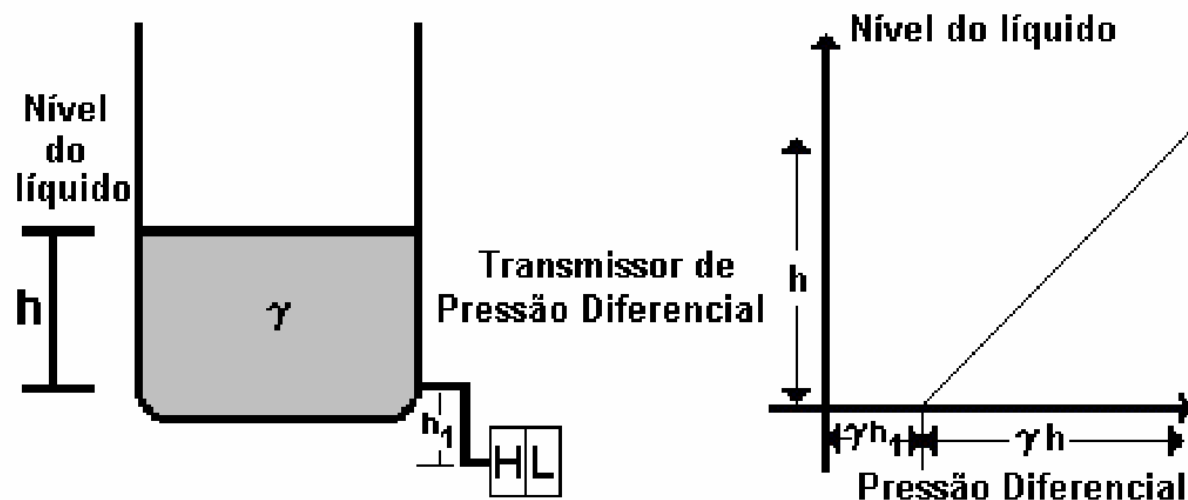 Nível
do
líquido
h
γ
h₁
H L
Transmissor de
Pressão Diferencial
Nível do líquido
h
γh₁
γh
Pressão Diferencial